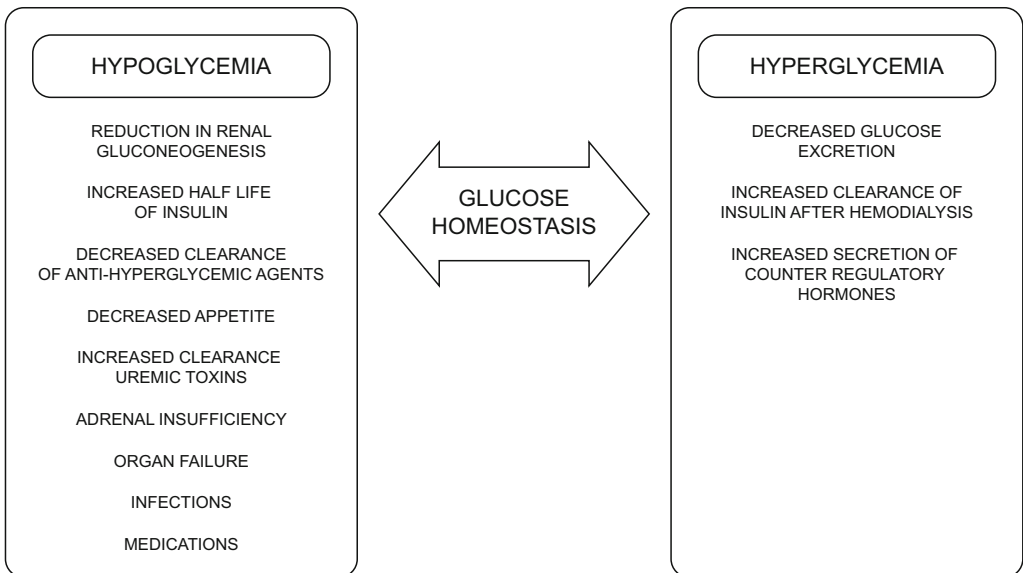 HYPOGLYCEMIA
REDUCTION IN RENAL
GLUCONEOGENESIS
INCREASED HALF LIFE
OF INSULIN
DECREASED CLEARANCE
OF ANTI-HYPERGLYCEMIC AGENTS
DECREASED APPETITE
INCREASED CLEARANCE
UREMIC TOXINS
ADRENAL INSUFFICIENCY
ORGAN FAILURE
INFECTIONS
MEDICATIONS
GLUCOSE
HOMEOSTASIS
HYPERGLYCEMIA
DECREASED GLUCOSE
EXCRETION
INCREASED CLEARANCE OF
INSULIN AFTER HEMODIALYSIS
INCREASED SECRETION OF
COUNTER REGULATORY
HORMONES